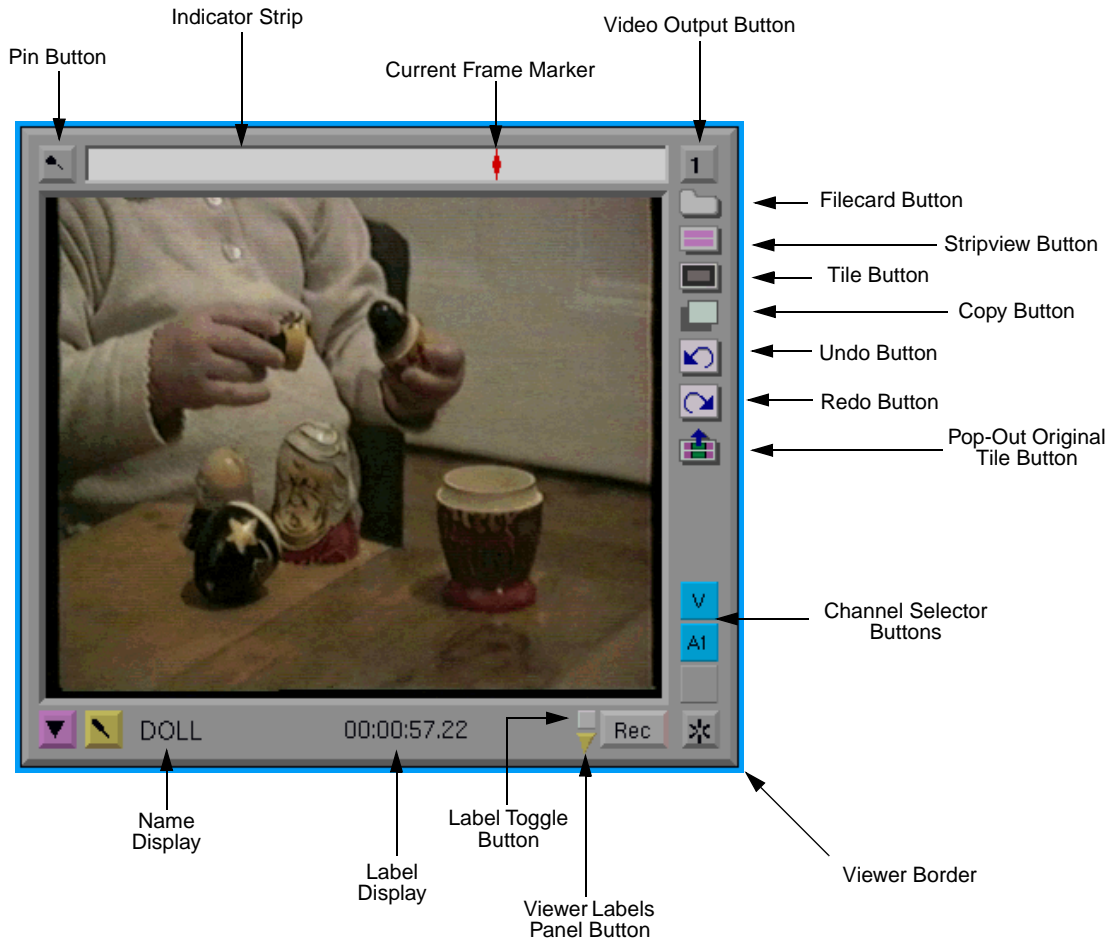 Indicator Strip
Video Output Button
Pin Button
Current Frame Marker
1
Filecard Button
Stripview Button
Tile Button
Copy Button
Undo Button
Redo Button
Pop-Out Original
Tile Button
V
A1
Channel Selector
Buttons
DOLL
00:00:57.22
Rec
Name
Display
Label Toggle
Button
Label
Display
Viewer Border
Viewer Labels
Panel Button